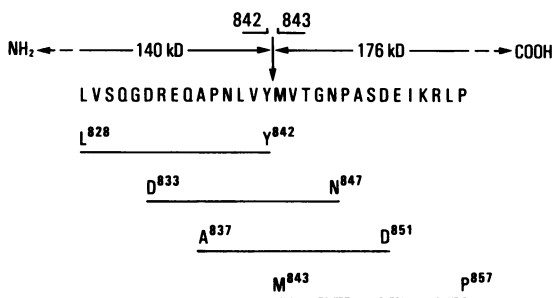 842 843
NH₂ 140 kD 176 kD COOH
LVSQGDREQAPNLVYMVTGNPASDEIKRLP
L⁸²⁸ Y⁸⁴²
D⁸³³ N⁸⁴⁷
A⁸³⁷ D⁸⁵¹
M⁸⁴³ P⁸⁵⁷